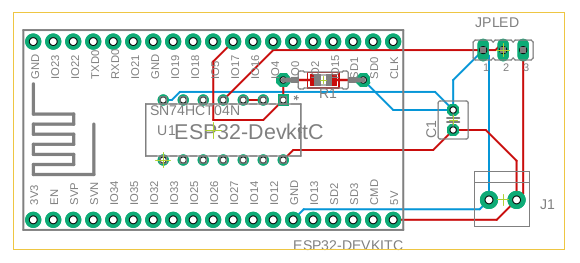 JPLED
GND IO23 IO22 TXD0 RXD0 IO21 GND IO19 IO18 IO5 IO17 IO16 IO4 IO0 IO2 IO15 SD1 SD0 CLK
1 2 3
R1
*
SN74HCT04N
U1
ESP32-DevkitC
C1
3V3 EN SVP SVN IO34 IO35 IO32 IO33 IO25 IO26 IO27 IO14 IO12 GND IO13 SD2 SD3 CMD 5V
J1
ESP32-DEVKITC